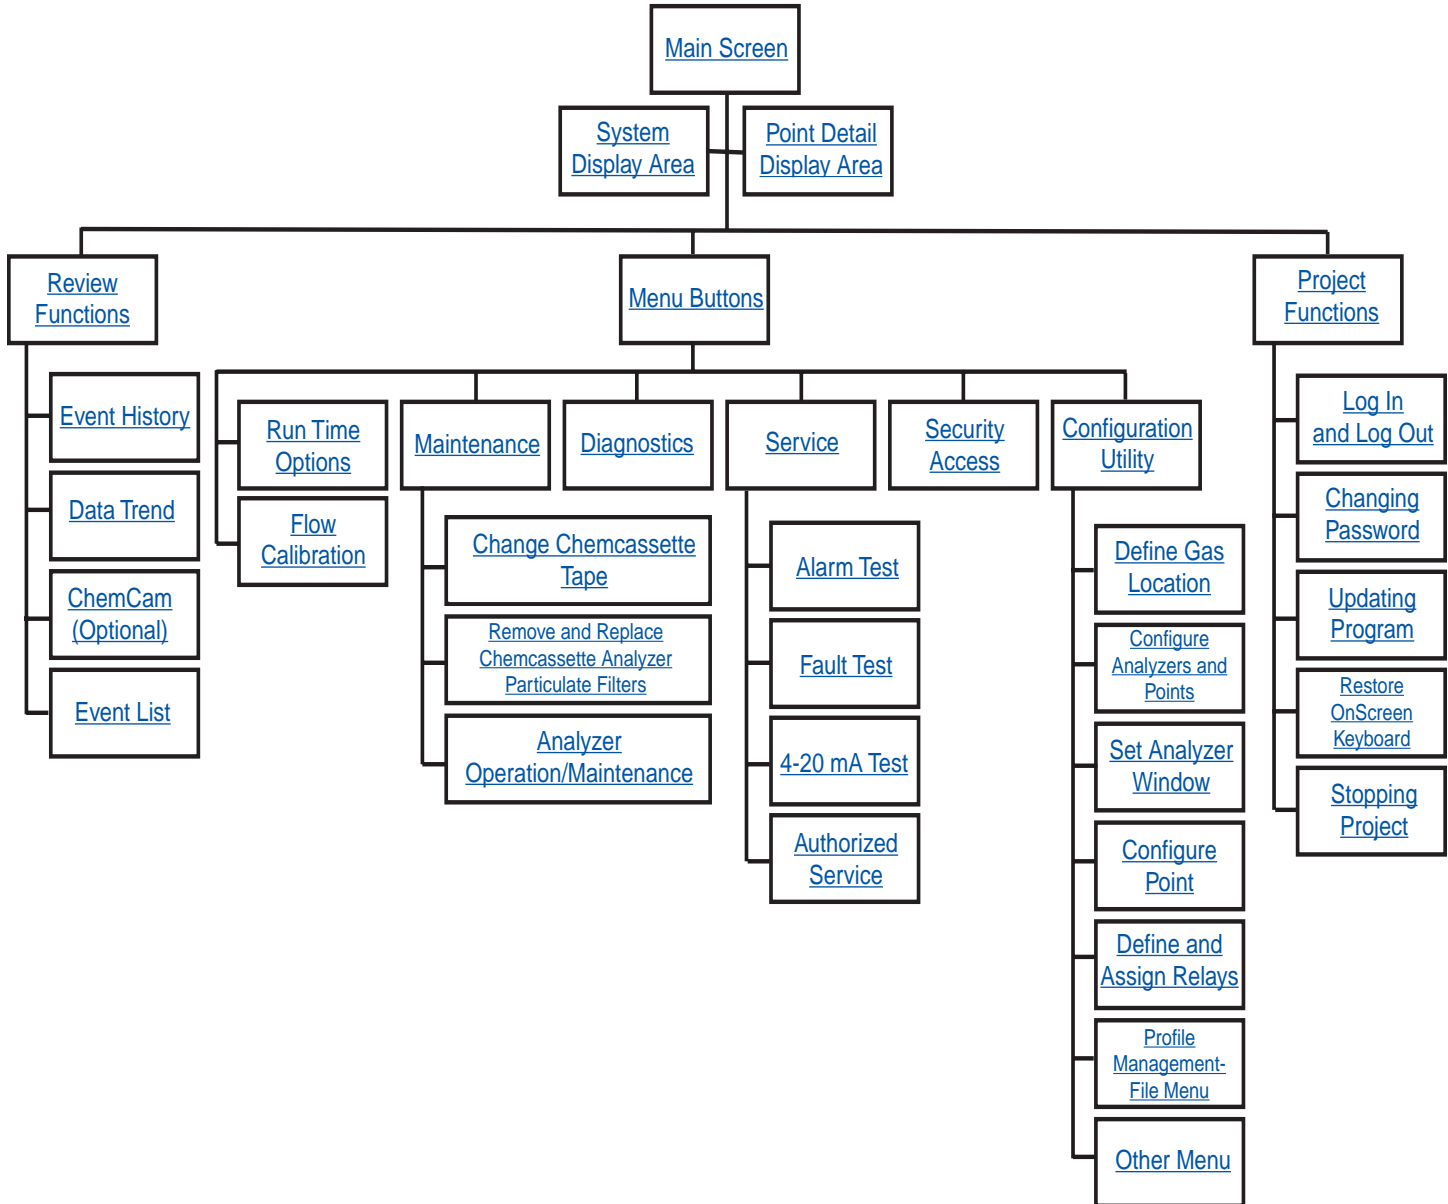 Main Screen
System
Display Area
Point Detail
Display Area
Review
Functions
Menu Buttons
Project
Functions
Event History
Data Trend
ChemCam
(Optional)
Event List
Run Time
Options
Flow
Calibration
Maintenance
Change Chemcassette
Tape
Remove and Replace
Chemcassette Analyzer
Particulate Filters
Analyzer
Operation/Maintenance
Diagnostics
Service
Alarm Test
Fault Test
4-20 mA Test
Authorized
Service
Security
Access
Configuration
Utility
Define Gas
Location
Configure
Analyzers and
Points
Set Analyzer
Window
Configure
Point
Define and
Assign Relays
Profile
Management-
File Menu
Other Menu
Log In
and Log Out
Changing
Password
Updating
Program
Restore
OnScreen
Keyboard
Stopping
Project